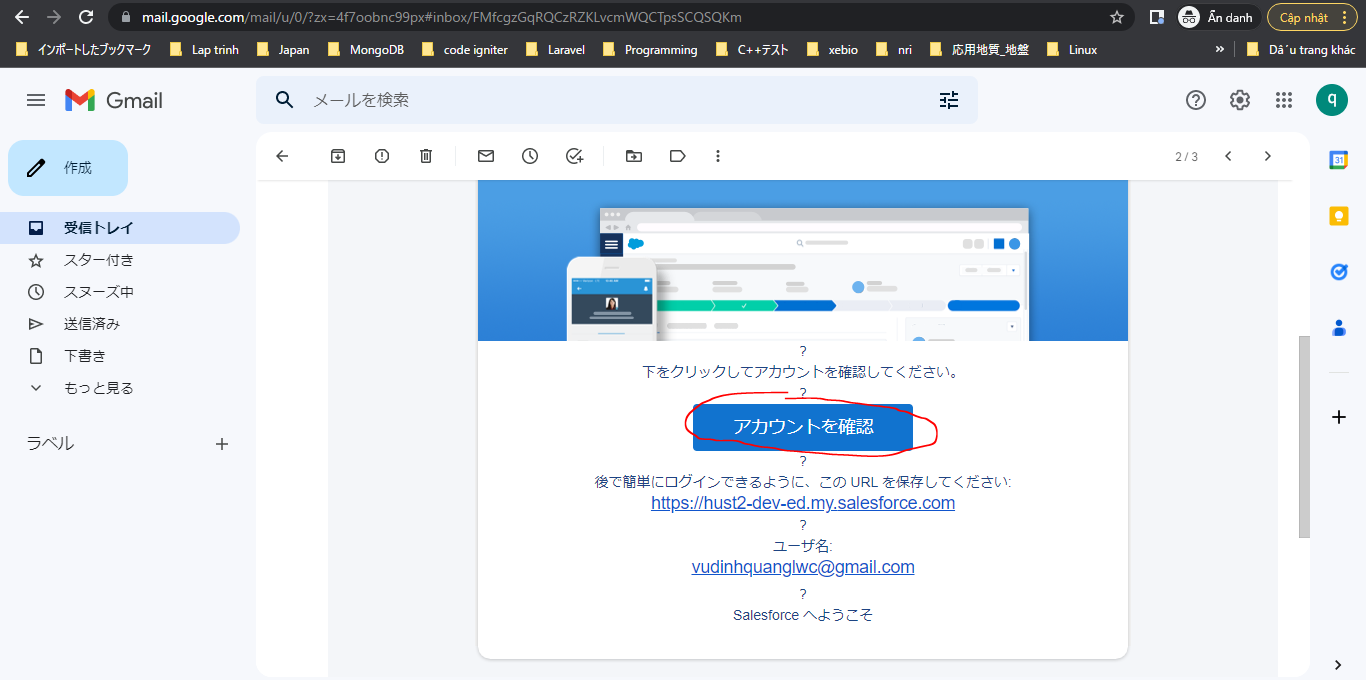 mail.google.com/mail/u/0/?zx=4f7oobnc99px#inbox/FMfcgzGqRQCzRZKLvcmWQCTpsSCQSQKm
Ẩn danh
Cập nhật
インポートしたブックマーク
Lap trinh
Japan
MongoDB
code igniter
Laravel
Programming
C++テスト
xebio
nri
応用地質_地盤
Linux
»
Dấu trang khác
Gmail
メールを検索
q
作成
2 / 3
31
受信トレイ
スター付き
スヌーズ中
送信済み
下書き
もっと見る
ラベル
?
下をクリックしてアカウントを確認してください。
?
アカウントを確認
?
後で簡単にログインできるように、この URL を保存してください:
https://hust2-dev-ed.my.salesforce.com
?
ユーザ名:
vudinhquanglwc@gmail.com
?
Salesforce へようこそ